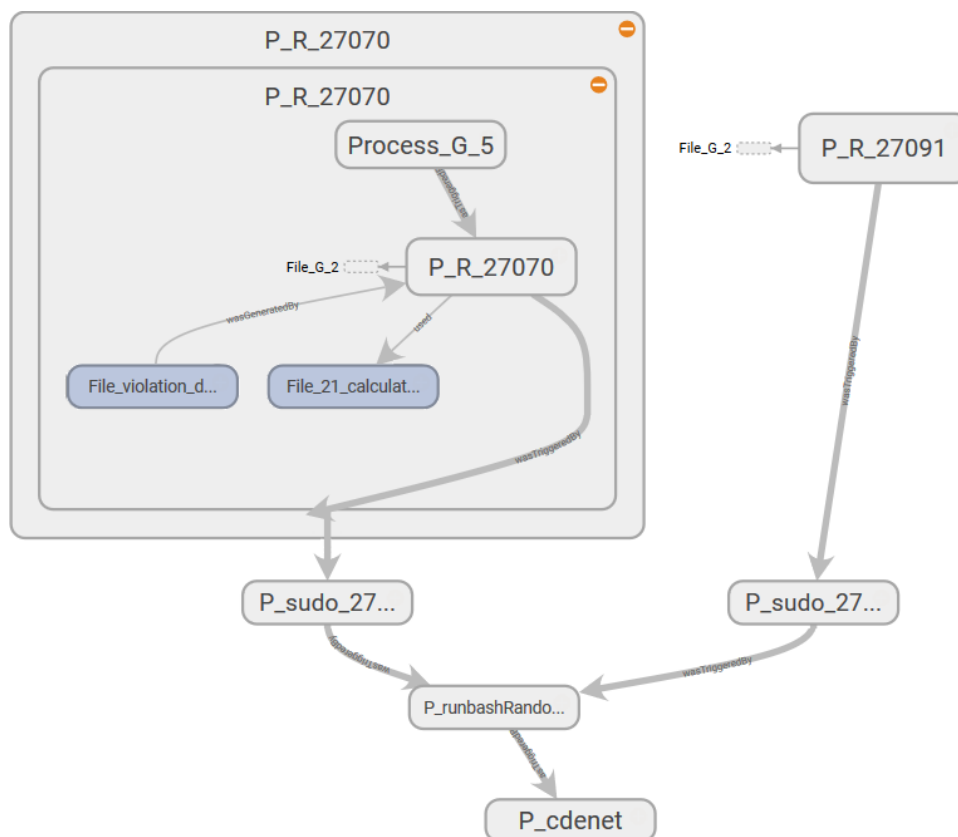 P_R_27070
P_R_27070
Process_G_5
wasTriggeredBy
File_G_2
P_R_27091
File_G_2
P_R_27070
wasGeneratedBy
used
File_violation_d...
File_21_calculat...
wasTriggeredBy
wasTriggeredBy
P_sudo_27...
P_sudo_27...
wasTriggeredBy
wasTriggeredBy
P_runbashRando...
wasTriggeredBy
P_cdenet